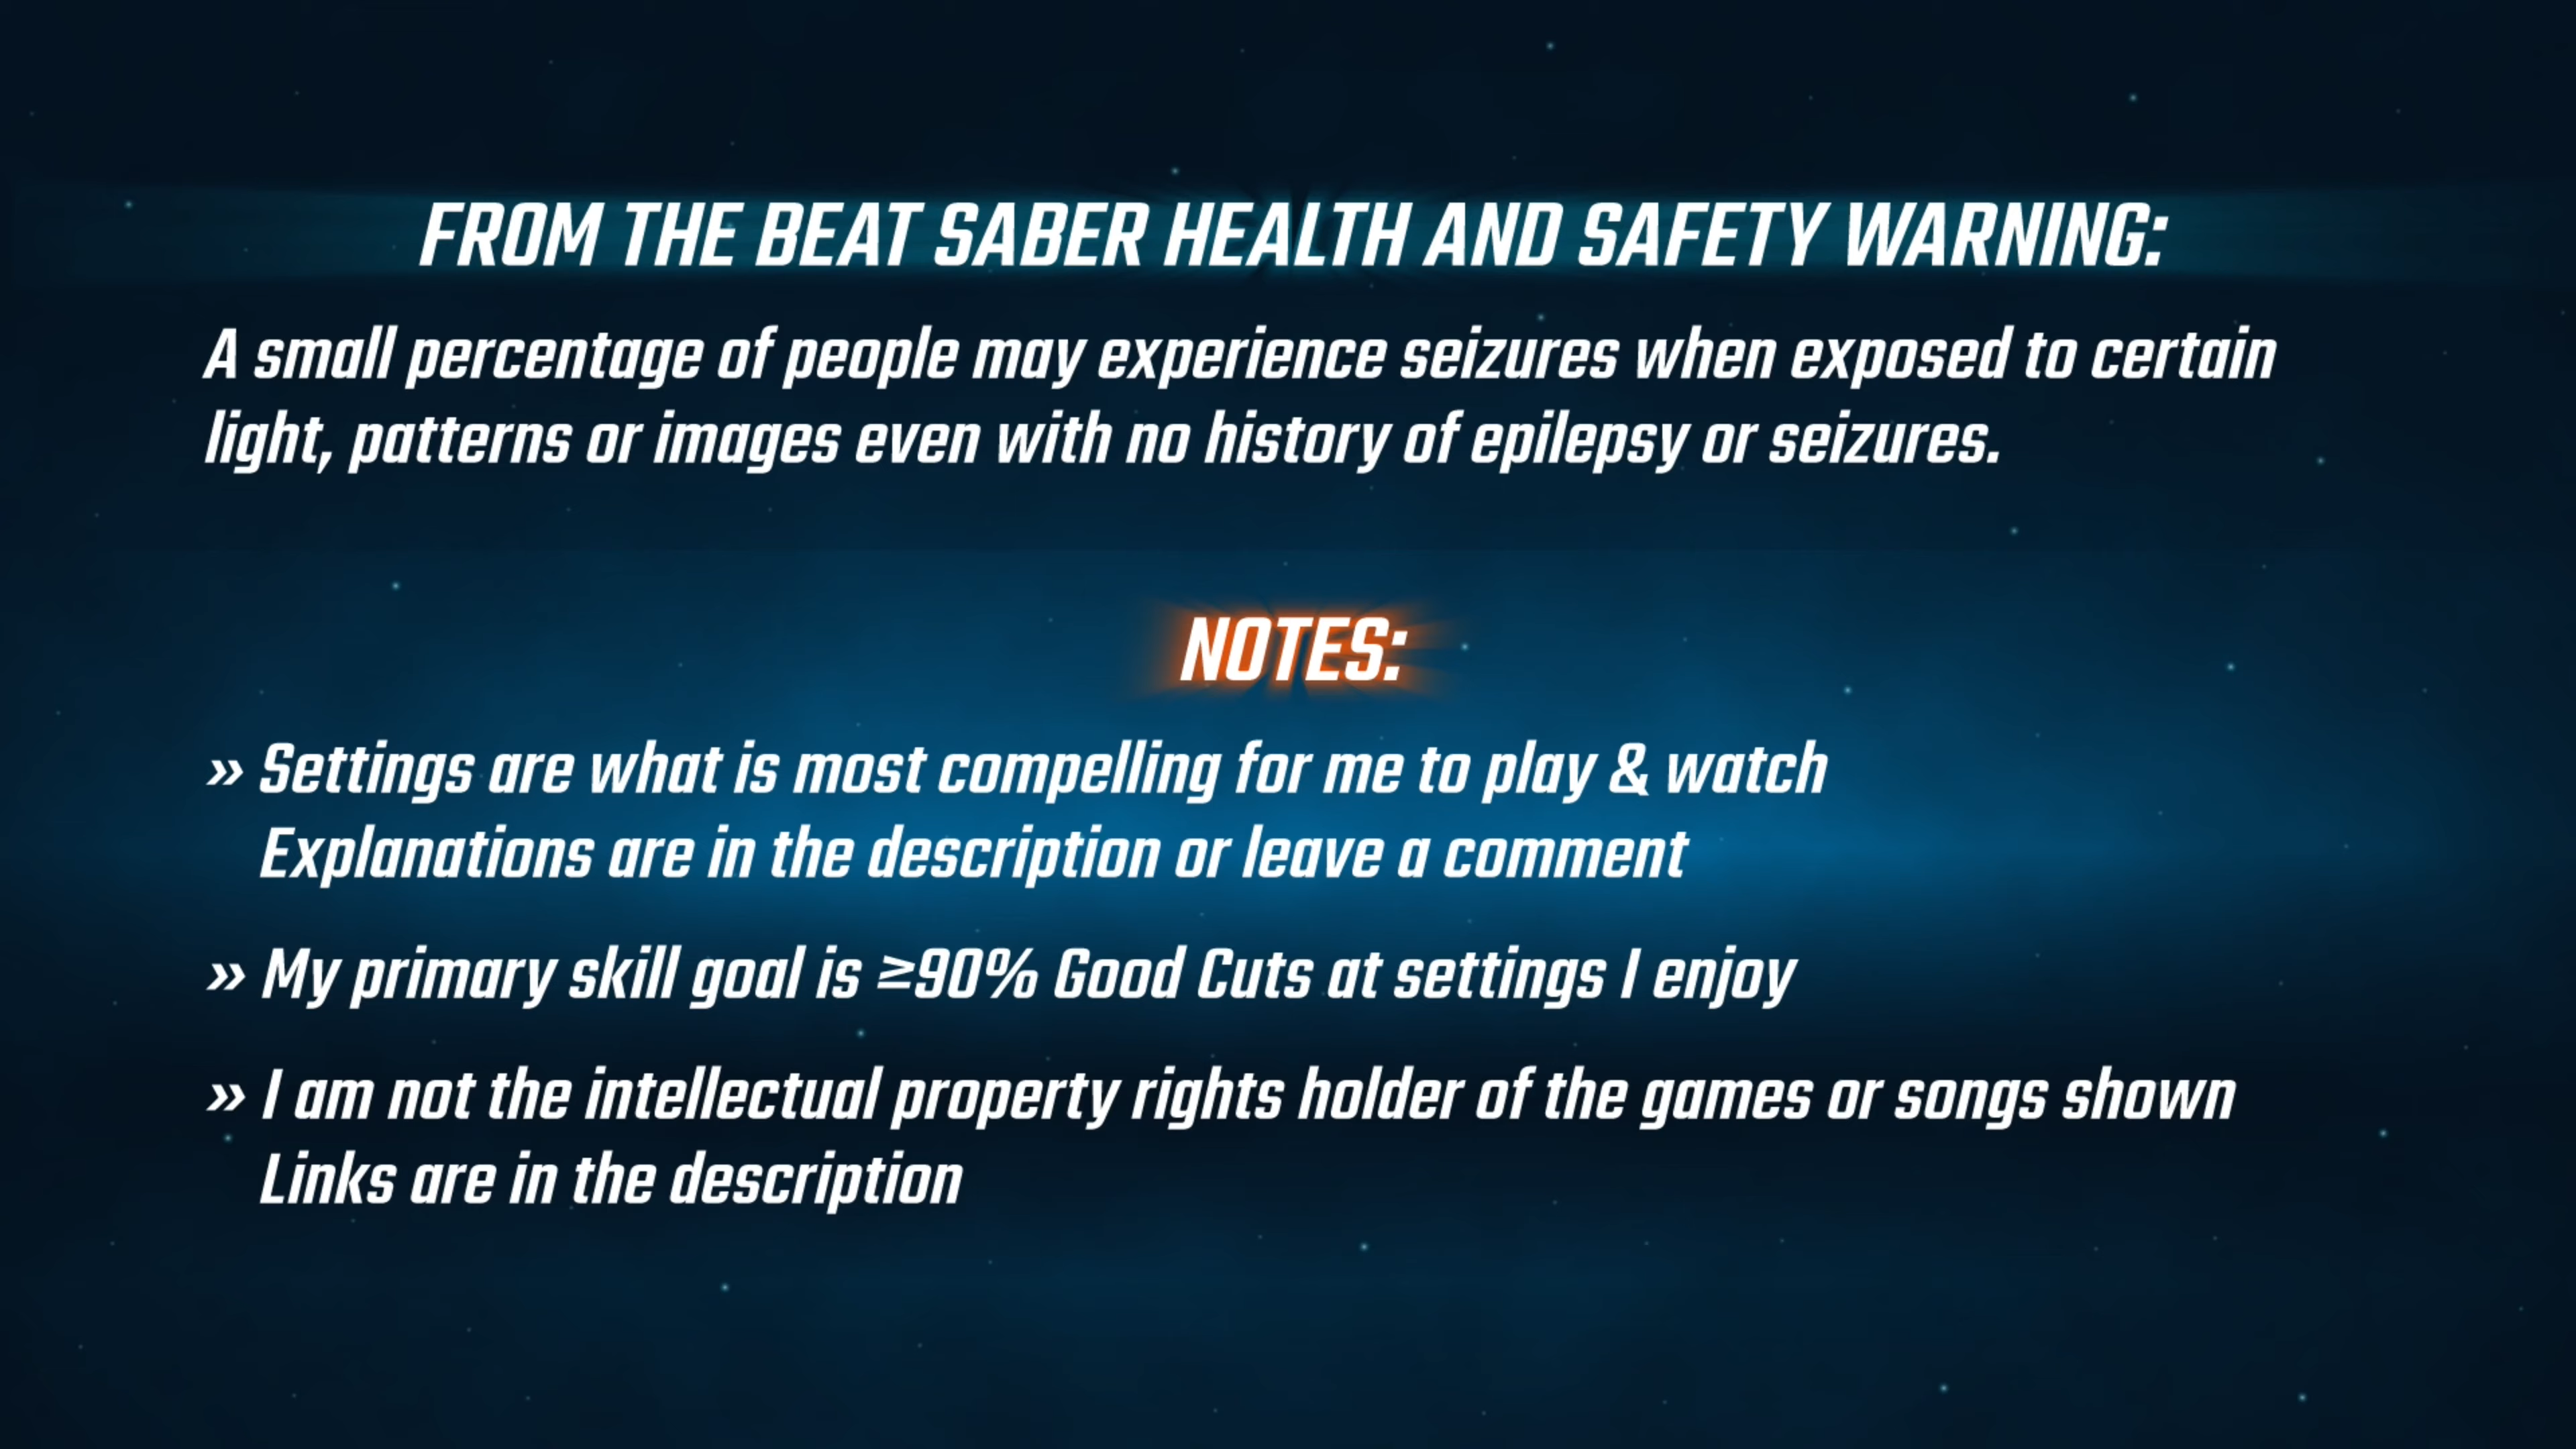 FROM THE BEAT SABER HEALTH AND SAFETY WARNING:
A small percentage of people may experience seizures when exposed to certain
light, patterns or images even with no history of epilepsy or seizures.
NOTES:
» Settings are what is most compelling for me to play & watch
Explanations are in the description or leave a comment
» My primary skill goal is ≥90% Good Cuts at settings I enjoy
» I am not the intellectual property rights holder of the games or songs shown
Links are in the description